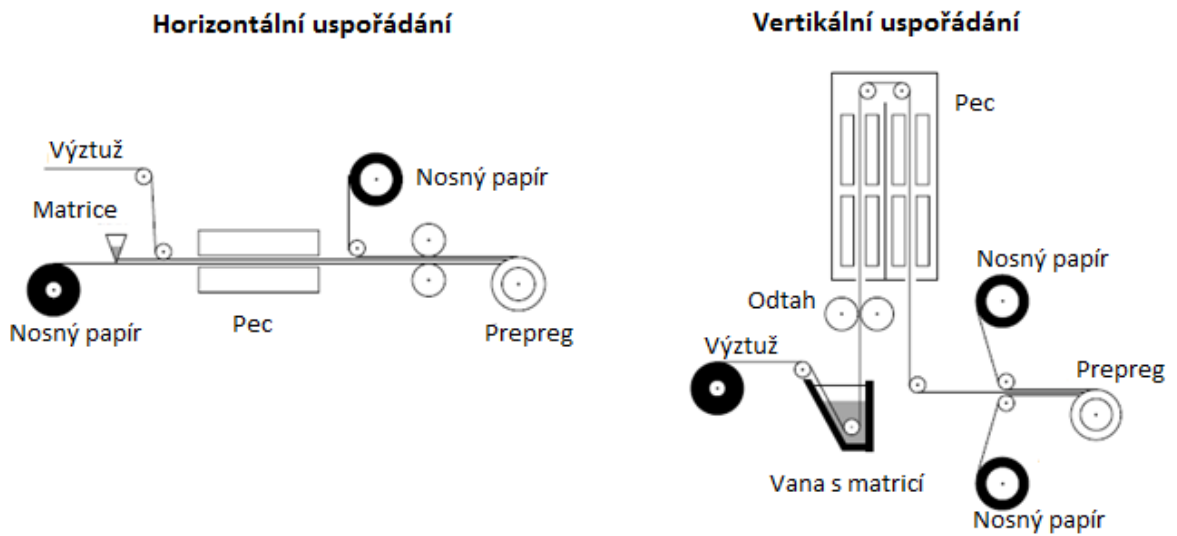 Horizontální uspořádání
Výztuž
Matrice
Nosný papír
Nosný papír
Pec
Prepreg
Vertikální uspořádání
Pec
Odtah
Výztuž
Nosný papír
Prepreg
Vana s matricí
Nosný papír